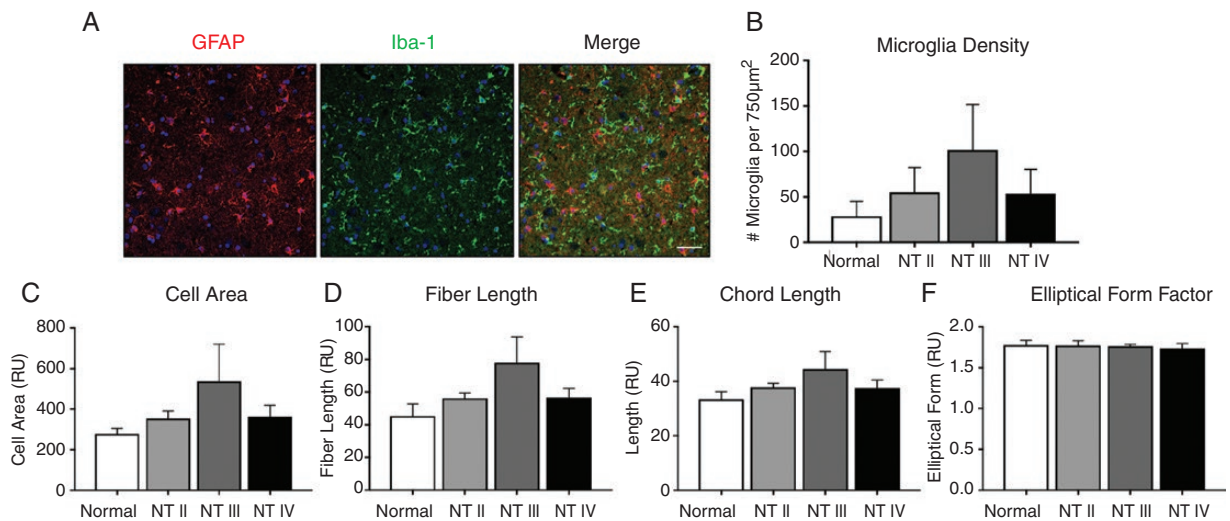 A
GFAP
Iba-1
Merge
B
Microglia Density
# Microglia per 750µm²
200
150
100
50
0
Normal
NT II
NT III
NT IV
C
Cell Area
Cell Area (RU)
800
600
400
200
0
Normal
NT II
NT III
NT IV
D
Fiber Length
Fiber Length (RU)
100
80
60
40
20
0
Normal
NT II
NT III
NT IV
E
Chord Length
Length (RU)
60
40
20
0
Normal
NT II
NT III
NT IV
F
Elliptical Form Factor
Elliptical Form (RU)
2.0
1.5
1.0
0.5
0.0
Normal
NT II
NT III
NT IV